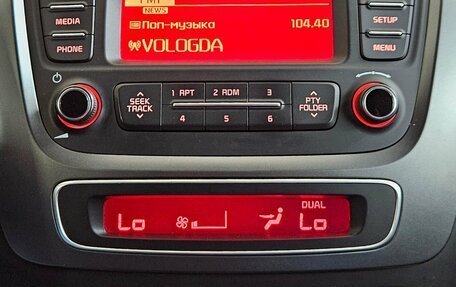 NEWS
Поп-музыка 104.40
VOLOGDA
MEDIA
PHONE
SETUP
MENU
SEEK TRACK
1 RPT 2 RDM 3
4 5 6
PTY FOLDER
DUAL
Lo Lo